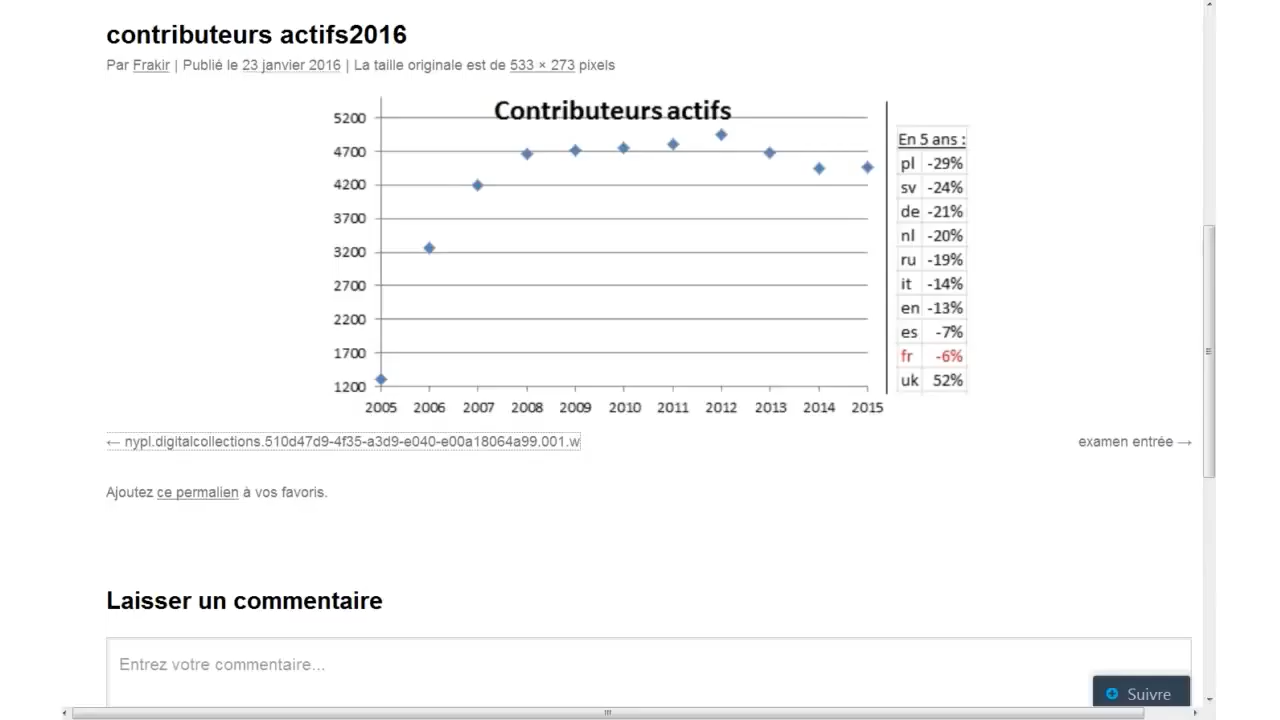 contributeurs actifs2016
Par Frakir | Publié le 23 janvier 2016 | La taille originale est de 533 × 273 pixels
Contributeurs actifs
5200
4700
4200
3700
3200
2700
2200
1700
1200
2005 2006 2007 2008 2009 2010 2011 2012 2013 2014 2015
En 5 ans :
pl -29%
sv -24%
de -21%
nl -20%
ru -19%
it -14%
en -13%
es -7%
fr -6%
uk 52%
← nypl.digitalcollections.510d47d9-4f35-a3d9-e040-e00a18064a99.001.w
examen entrée →
Ajoutez ce permalien à vos favoris.
Laisser un commentaire
Entrez votre commentaire...
Suivre